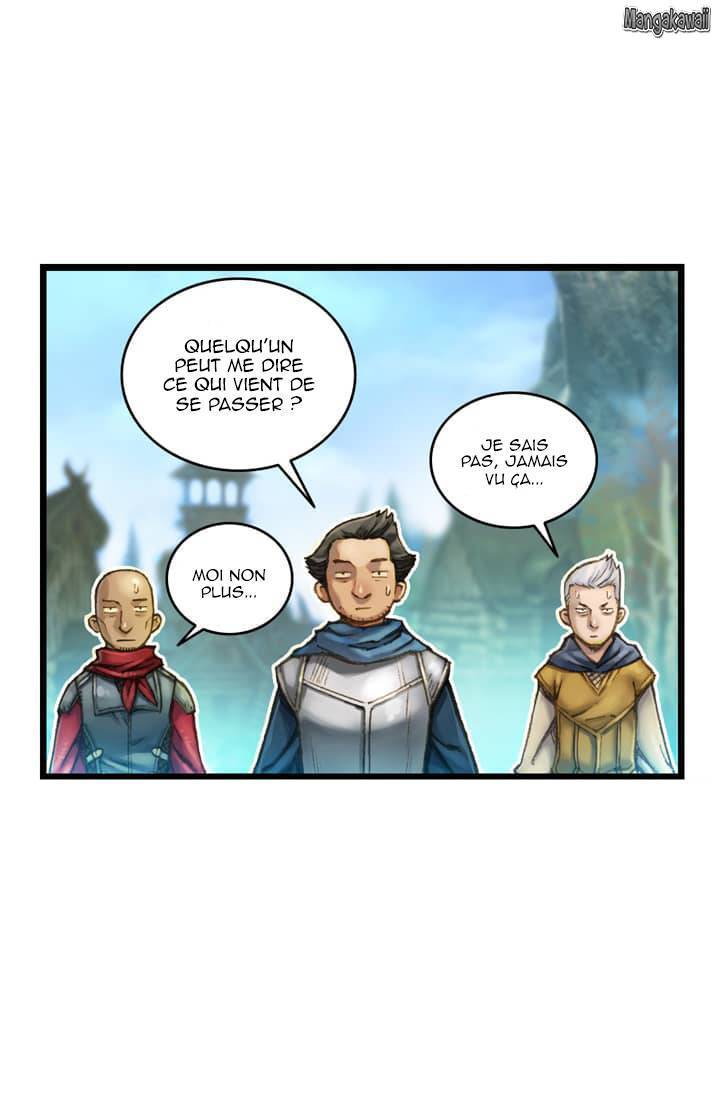 Mangakawaii
QUELQU'UN
PEUT ME DIRE
CE QUI VIENT DE
SE PASSER ?
JE SAIS
PAS, JAMAIS
VU ÇA...
MOI NON
PLUS...